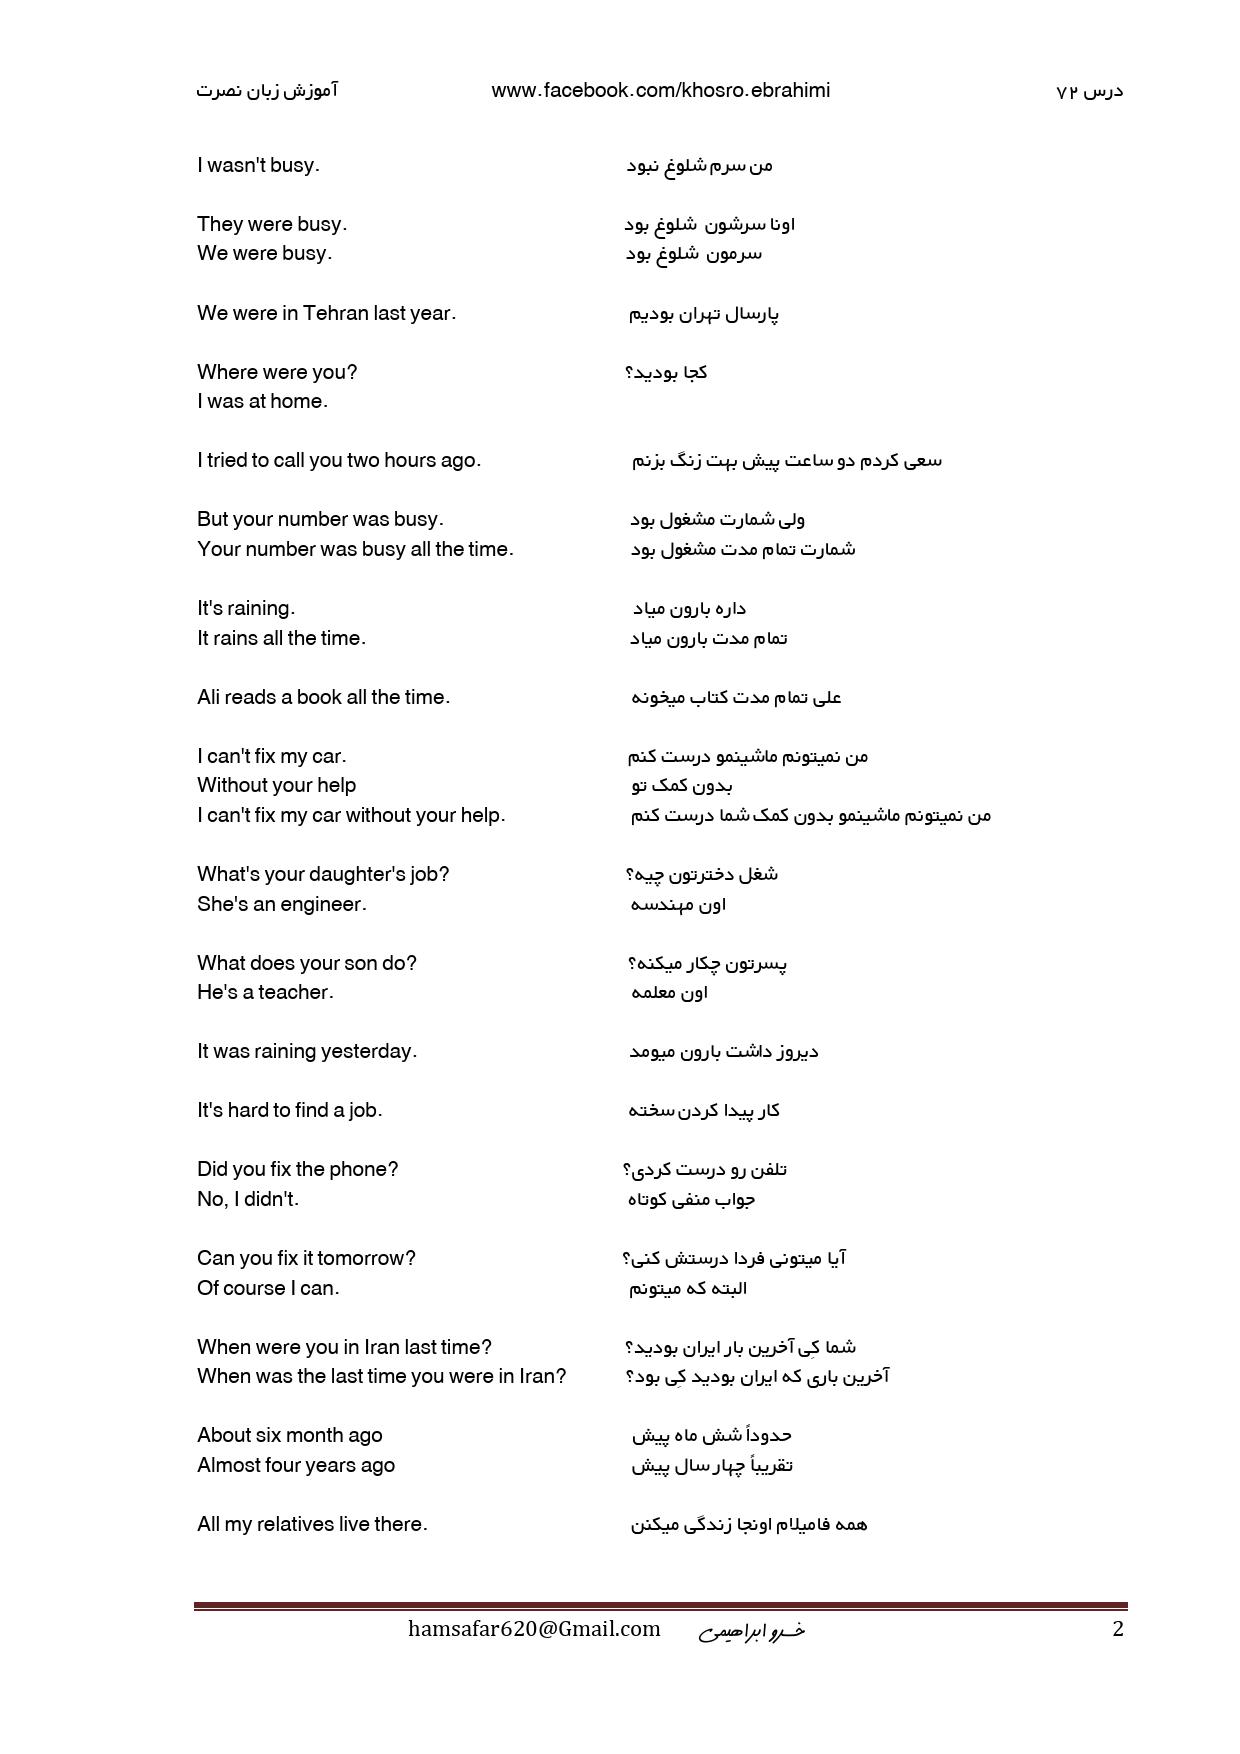 آموزش زبان نصرت www.facebook.com/khosro.ebrahimi درس ۷۲
I wasn't busy. من سرم شلوغ نبود
They were busy. اونا سرشون شلوغ بود
We were busy. سرمون شلوغ بود
We were in Tehran last year. پارسال تهران بودیم
Where were you? کجا بودید؟
I was at home.
I tried to call you two hours ago. سعی کردم دو ساعت پیش بهت زنگ بزنم
But your number was busy. ولی شمارت مشغول بود
Your number was busy all the time. شمارت تمام مدت مشغول بود
It's raining. داره بارون میاد
It rains all the time. تمام مدت بارون میاد
Ali reads a book all the time. علی تمام مدت کتاب میخونه
I can't fix my car. من نمیتونم ماشینمو درست کنم
Without your help بدون کمک تو
I can't fix my car without your help. من نمیتونم ماشینمو بدون کمک شما درست کنم
What's your daughter's job? شغل دخترتون چیه؟
She's an engineer. اون مهندسه
What does your son do? پسرتون چکار میکنه؟
He's a teacher. اون معلمه
It was raining yesterday. دیروز داشت بارون میومد
It's hard to find a job. کار پیدا کردن سخته
Did you fix the phone? تلفن رو درست کردی؟
No, I didn't. جواب منفی کوتاه
Can you fix it tomorrow? آیا میتونی فردا درستش کنی؟
Of course I can. البته که میتونم
When were you in Iran last time? شما کِی آخرین بار ایران بودید؟
When was the last time you were in Iran? آخرین باری که ایران بودید کِی بود؟
About six month ago حدوداً شش ماه پیش
Almost four years ago تقریباً چهار سال پیش
All my relatives live there. همه فامیلام اونجا زندگی میکنن
hamsafar620@Gmail.com خسرو ابراهیمی 2